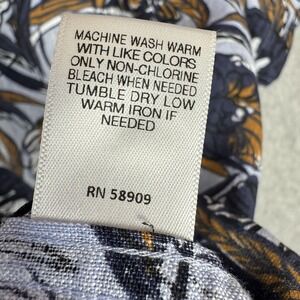 MACHINE WASH WARM
WITH LIKE COLORS
ONLY NON-CHLORINE
BLEACH WHEN NEEDED
TUMBLE DRY LOW
WARM IRON IF
NEEDED
RN 58909